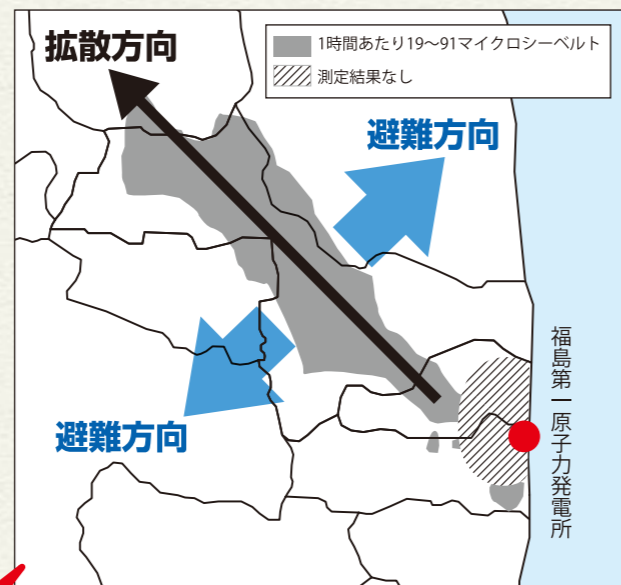 拡散方向
1時間あたり19〜91マイクロシーベルト
測定結果なし
避難方向
避難方向
福島第一原子力発電所